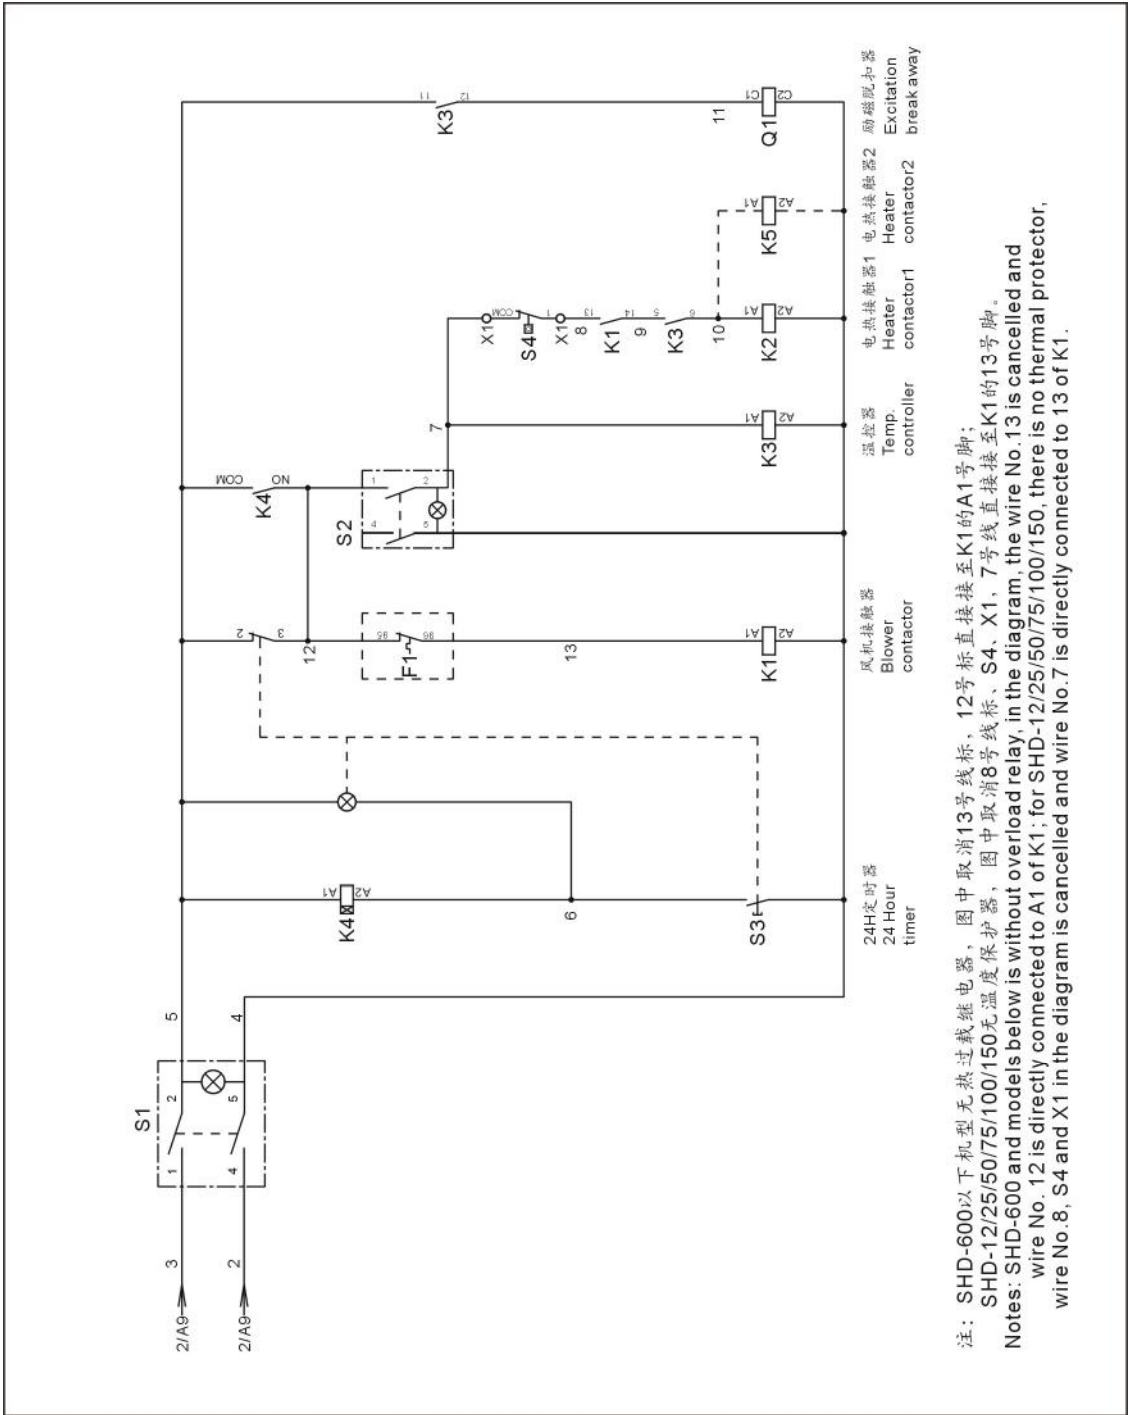 S1
3
2/A9
2
2/A9
1
2
4
5
5
4
K4
A1
A2
6
S3
24H定时器
24 Hour
timer
2
3
12
F1
95
96
13
K1
A1
A2
风机接触器
Blower
contactor
K4
COM
NO
S2
4
5
1
2
7
K3
A1
A2
温控器
Temp.
controller
X1
COM
S4
1
X1
8
13
K1
14
9
5
K3
6
10
K2
A1
A2
电热接触器1
Heater
contactor1
K5
A1
A2
电热接触器2
Heater
contactor2
11
K3
12
11
Q1
C1
C2
励磁脱扣器
Excitation
break away
注: SHD-600以下机型无热过载继电器, 图中取消13号线标, 12号标直接接至K1的A1号脚;
SHD-12/25/50/75/100/150无温度保护器, 图中取消8号线标、S4、X1, 7号线直接接至K1的13号脚。
Notes: SHD-600 and models below is without overload relay, in the diagram, the wire No.13 is cancelled and
wire No. 12 is directly connected to A1 of K1; for SHD-12/25/50/75/100/150, there is no thermal protector,
wire No.8, S4 and X1 in the diagram is cancelled and wire No.7 is directly connected to 13 of K1.